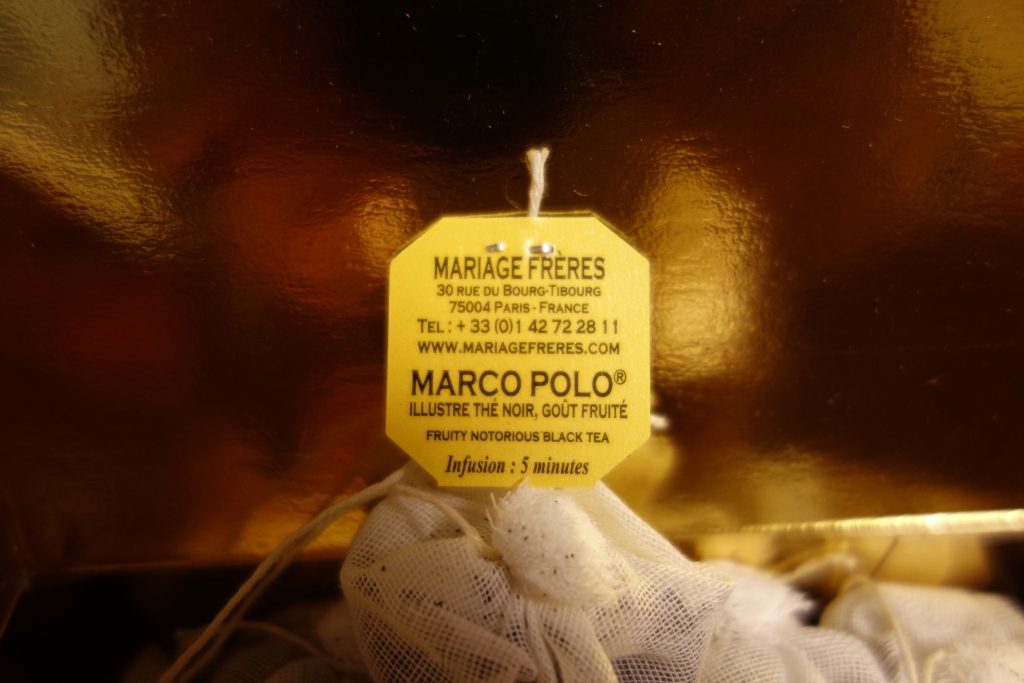 MARIAGE FRÈRES
30 RUE DU BOURG-TIBOURG
75004 PARIS - FRANCE
TEL : + 33 (0)1 42 72 28 11
WWW.MARIAGEFRERES.COM
MARCO POLO®
ILLUSTRE THÉ NOIR, GOÛT FRUITÉ
FRUITY NOTORIOUS BLACK TEA
Infusion : 5 minutes